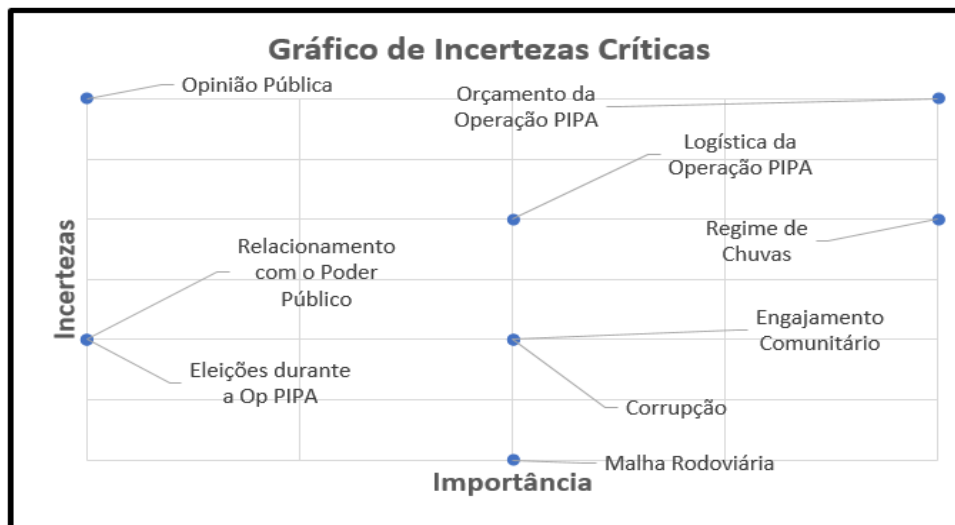 Gráfico de Incertezas Críticas
Opinião Pública
Orçamento da
Operação PIPA
Logística da
Operação PIPA
Regime de
Chuvas
Relacionamento
com o Poder
Público
Incertezas
Engajamento
Comunitário
Eleições durante
a Op PIPA
Corrupção
Malha Rodoviária
Importância